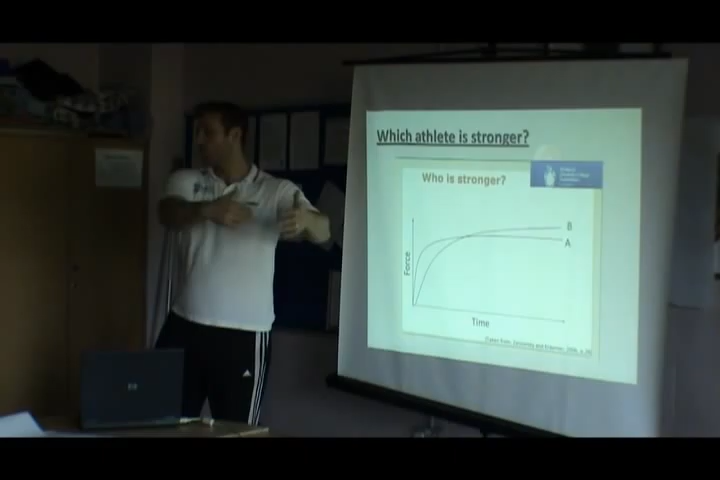 Which athlete is stronger?
Who is stronger?
B
A
Force
Time